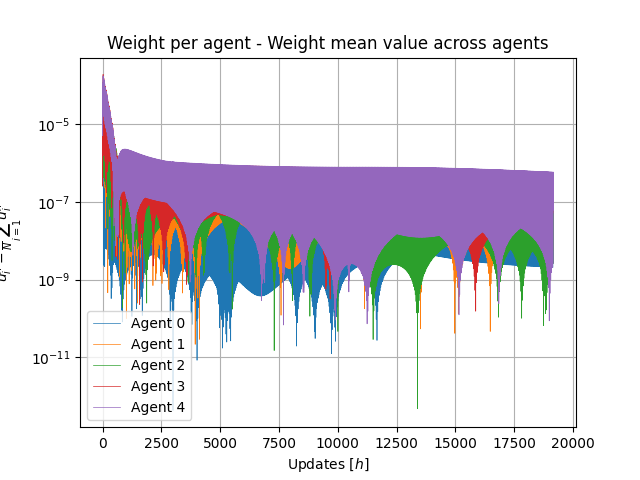 Weight per agent - Weight mean value across agents
10⁻⁵
10⁻⁷
10⁻⁹
10⁻¹¹
Agent 0
Agent 1
Agent 2
Agent 3
Agent 4
0 2500 5000 7500 10000 12500 15000 17500 20000
Updates [h]